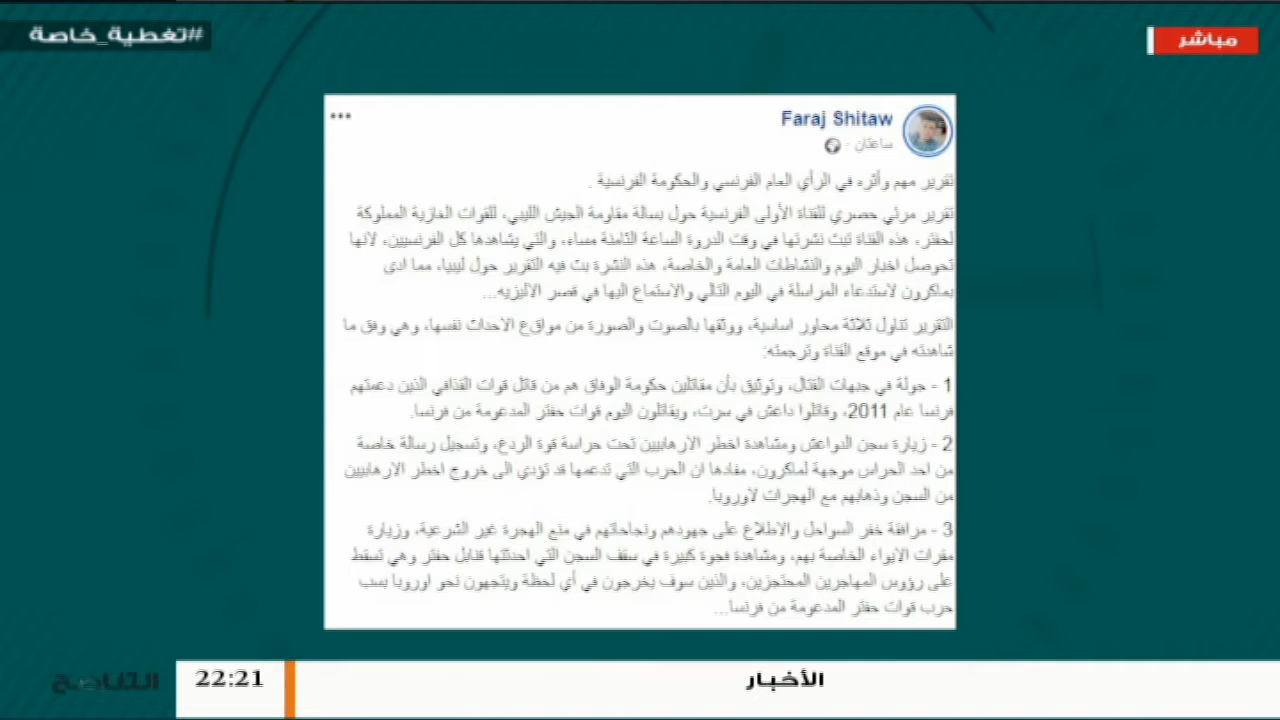 #تغطية_خاصة
مباشر
Faraj Shitaw
ساعتان
تقرير مهم وأثره في الرأي العام الفرنسي والحكومة الفرنسية .
تقرير مرئي حصري للقناة الأولى الفرنسية حول بسالة مقاومة الجيش الليبي، للقوات الغازية المملوكة
لحفتر، هذه القناة تبث نشرتها في وقت الذروة الساعة الثامنة مساء، والتي يشاهدها كل الفرنسيين، لانها
تحوصل اخبار اليوم والنشاطات العامة والخاصة، هذه النشرة بث فيه التقرير حول ليبيا، مما ادى
بماكرون لاستدعاء المراسلة في اليوم التالي والاستماع اليها في قصر الاليزيه...
التقرير تناول ثلاثة محاور اساسية، ووثقها بالصوت والصورة من مواقع الاحداث نفسها، وهي وفق ما
شاهدته في موقع القناة وترجمته:
1 - جولة في جبهات القتال، وتوثيق بأن مقاتلين حكومة الوفاق هم من قاتل قوات القذافي الذين دعمتهم
فرنسا عام 2011، وقاتلوا داعش في سرت، ويقاتلون اليوم قوات حفتر المدعومة من فرنسا.
2 - زيارة سجن الدواعش ومشاهدة اخطر الارهابيين تحت حراسة قوة الردع، وتسجيل رسالة خاصة
من احد الحراس موجهة لماكرون، مفادها ان الحرب التي تدعمها قد تؤدي الى خروج اخطر الارهابيين
من السجن وذهابهم مع الهجرات لاوروبا.
3 - مرافقة خفر السواحل والاطلاع على جهودهم ونجاحاتهم في منع الهجرة غير الشرعية، وزيارة
مقرات الايواء الخاصة بهم، ومشاهدة فجوة كبيرة في سقف السجن التي احدثتها قنابل حفتر وهي تسقط
على رؤوس المهاجرين المحتجزين، والذين سوف يخرجون في أي لحظة ويتجهون نحو اوروبا بسب
حرب قوات حفتر المدعومة من فرنسا...
الأخبار
22:21
التناصح